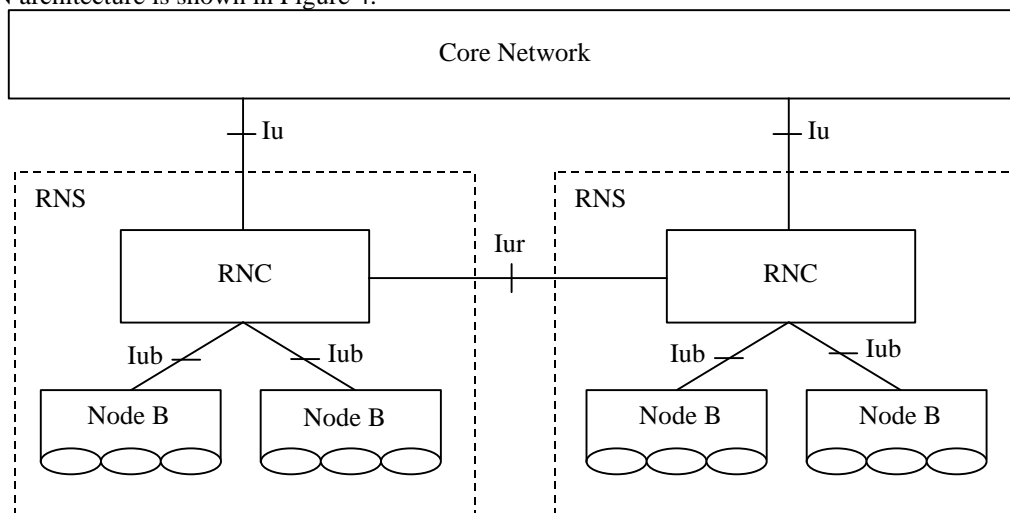 architecture is shown in Figure 4.
Core Network
Iu
Iu
RNS
RNS
Iur
RNC
RNC
Iub
Iub
Iub
Iub
Node B
Node B
Node B
Node B